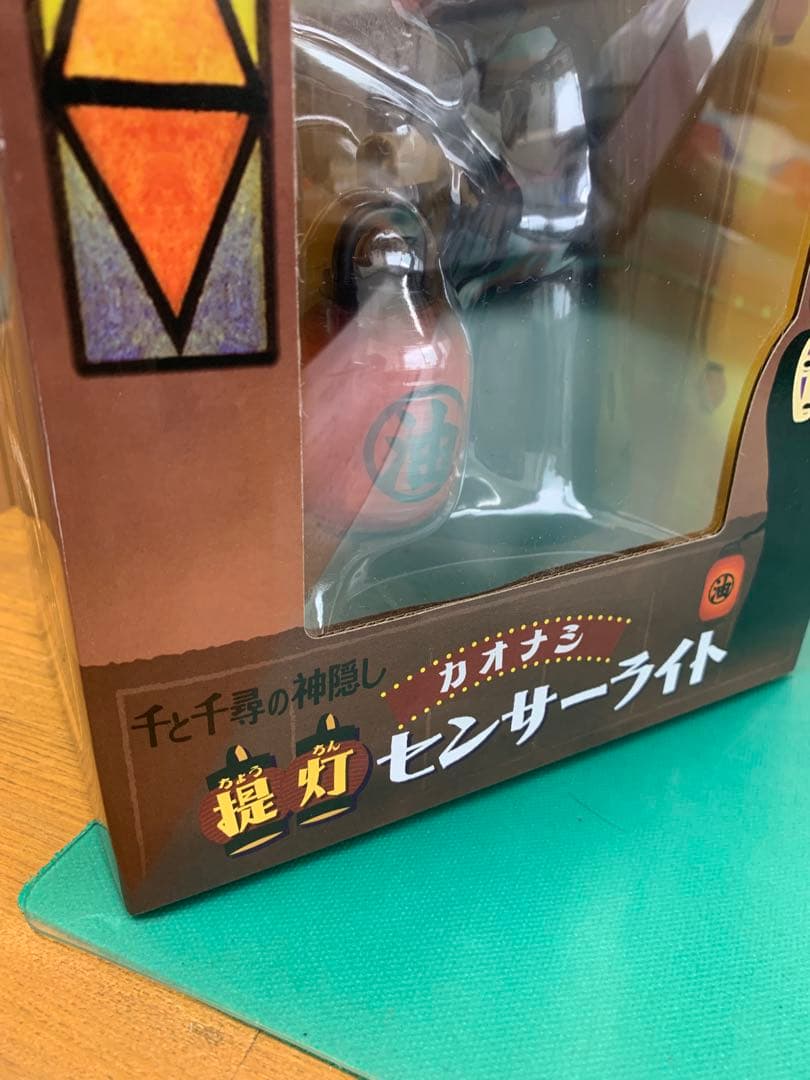 油
油
カオナシ
千と千尋の神隠し
ちょう ちん
提灯センサーライト